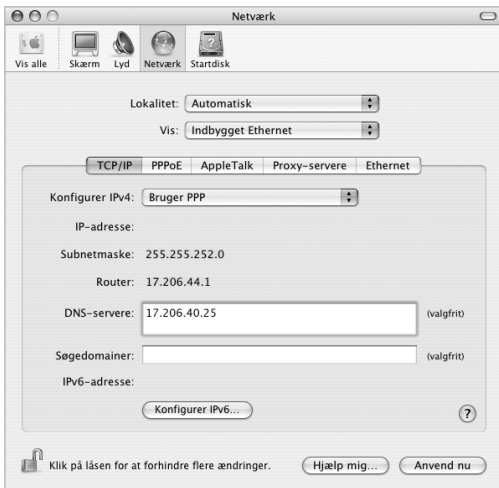 Netværk
Vis alle Skærm Lyd Netværk Startdisk
Lokalitet: Automatisk
Vis: Indbygget Ethernet
TCP/IP PPPoE AppleTalk Proxy-servere Ethernet
Konfigurer IPv4: Bruger PPP
IP-adresse:
Subnetmaske: 255.255.252.0
Router: 17.206.44.1
DNS-servere: 17.206.40.25 (valgfrit)
Søgedomainer: (valgfrit)
IPv6-adresse:
Konfigurer IPv6... ?
Klik på låsen for at forhindre flere ændringer. Hjælp mig... Anvend nu